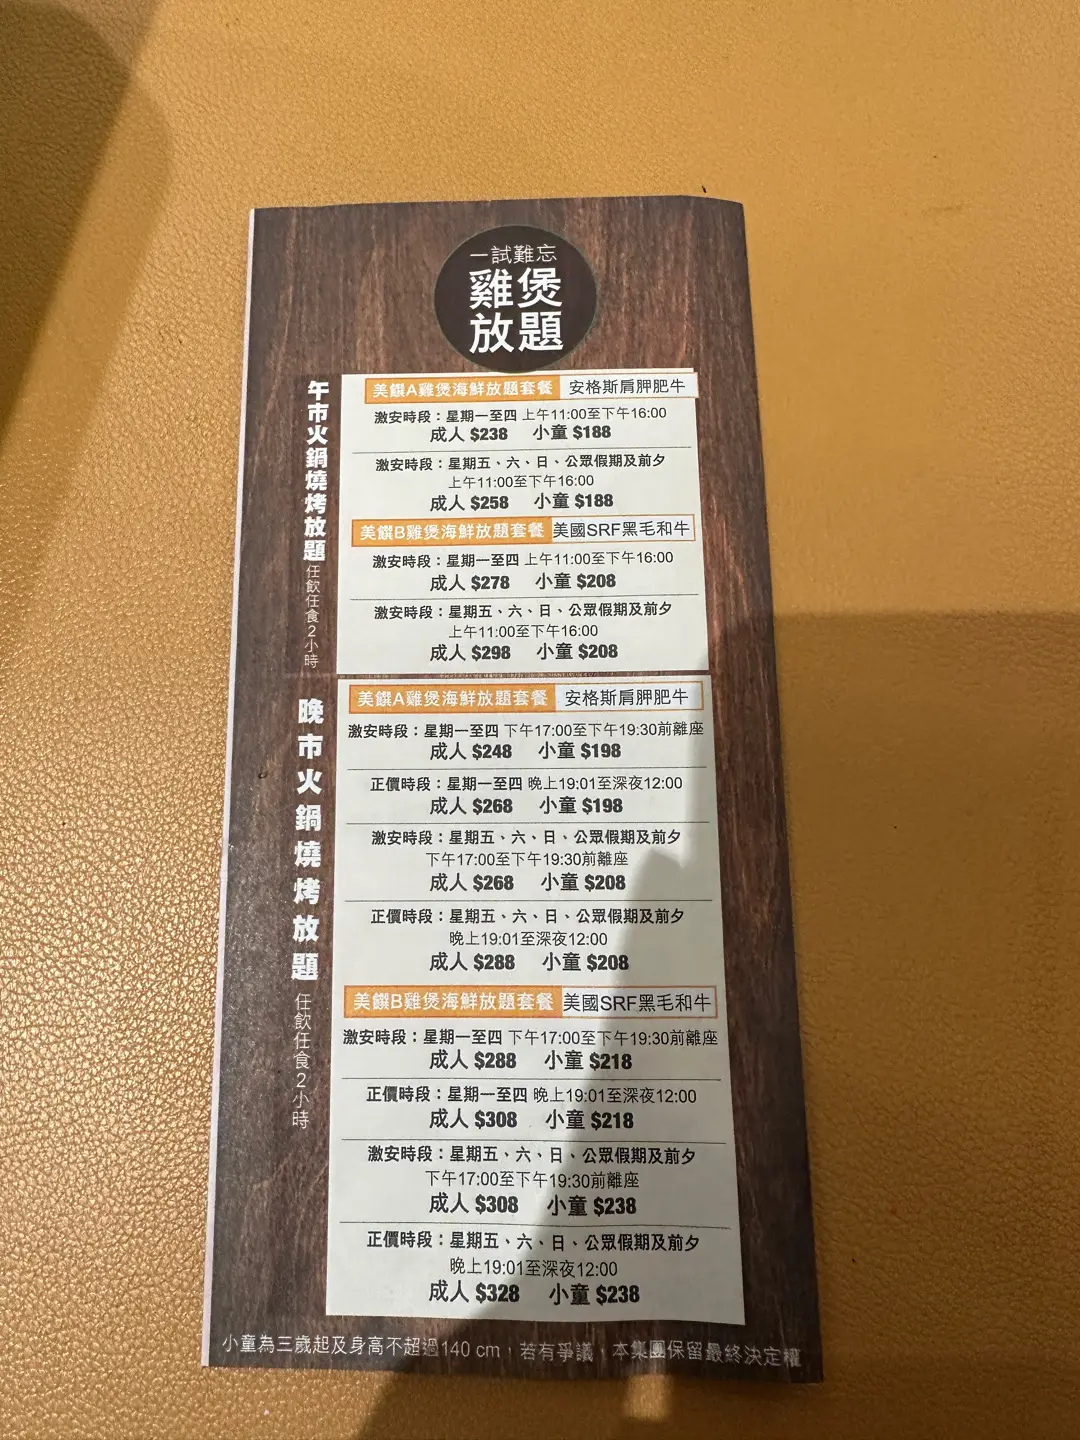 一試難忘
雞煲
放題
午市火鍋燒烤放題 任飲任食2小時
美饌A雞煲海鮮放題套餐 安格斯肩胛肥牛
激安時段：星期一至四 上午11:00至下午16:00
成人 $238 小童 $188
激安時段：星期五、六、日、公眾假期及前夕
上午11:00至下午16:00
成人 $258 小童 $188
美饌B雞煲海鮮放題套餐 美國SRF黑毛和牛
激安時段：星期一至四 上午11:00至下午16:00
成人 $278 小童 $208
激安時段：星期五、六、日、公眾假期及前夕
上午11:00至下午16:00
成人 $298 小童 $208
晚市火鍋燒烤放題 任飲任食2小時
美饌A雞煲海鮮放題套餐 安格斯肩胛肥牛
激安時段：星期一至四 下午17:00至下午19:30前離座
成人 $248 小童 $198
正價時段：星期一至四 晚上19:01至深夜12:00
成人 $268 小童 $198
激安時段：星期五、六、日、公眾假期及前夕
下午17:00至下午19:30前離座
成人 $268 小童 $208
正價時段：星期五、六、日、公眾假期及前夕
晚上19:01至深夜12:00
成人 $288 小童 $208
美饌B雞煲海鮮放題套餐 美國SRF黑毛和牛
激安時段：星期一至四 下午17:00至下午19:30前離座
成人 $288 小童 $218
正價時段：星期一至四 晚上19:01至深夜12:00
成人 $308 小童 $218
激安時段：星期五、六、日、公眾假期及前夕
下午17:00至下午19:30前離座
成人 $308 小童 $238
正價時段：星期五、六、日、公眾假期及前夕
晚上19:01至深夜12:00
成人 $328 小童 $238
小童為三歲起及身高不超過140 cm，若有爭議，本集團保留最終決定權